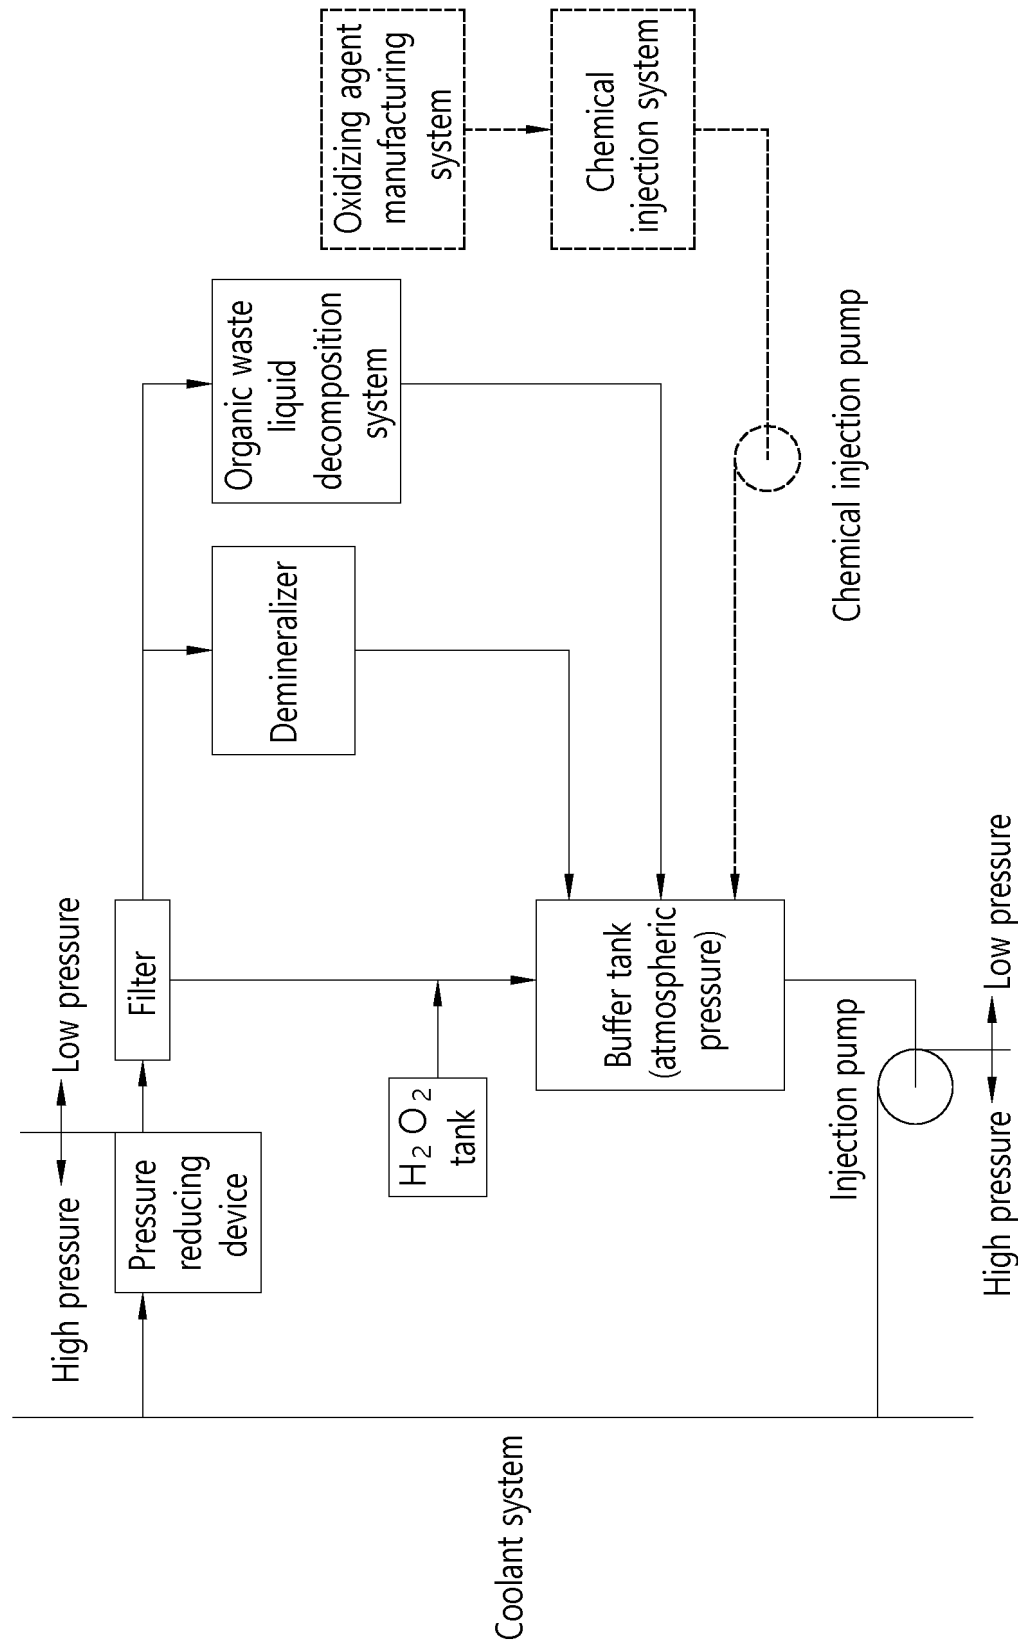 High pressure
Low pressure
Pressure
reducing
device
Filter
Demineralizer
Organic waste
liquid
decomposition
system
Oxidizing agent
manufacturing
system
Chemical
injection system
H₂O₂
tank
Buffer tank
(atmospheric
pressure)
Coolant system
Injection pump
Chemical injection pump
High pressure
Low pressure